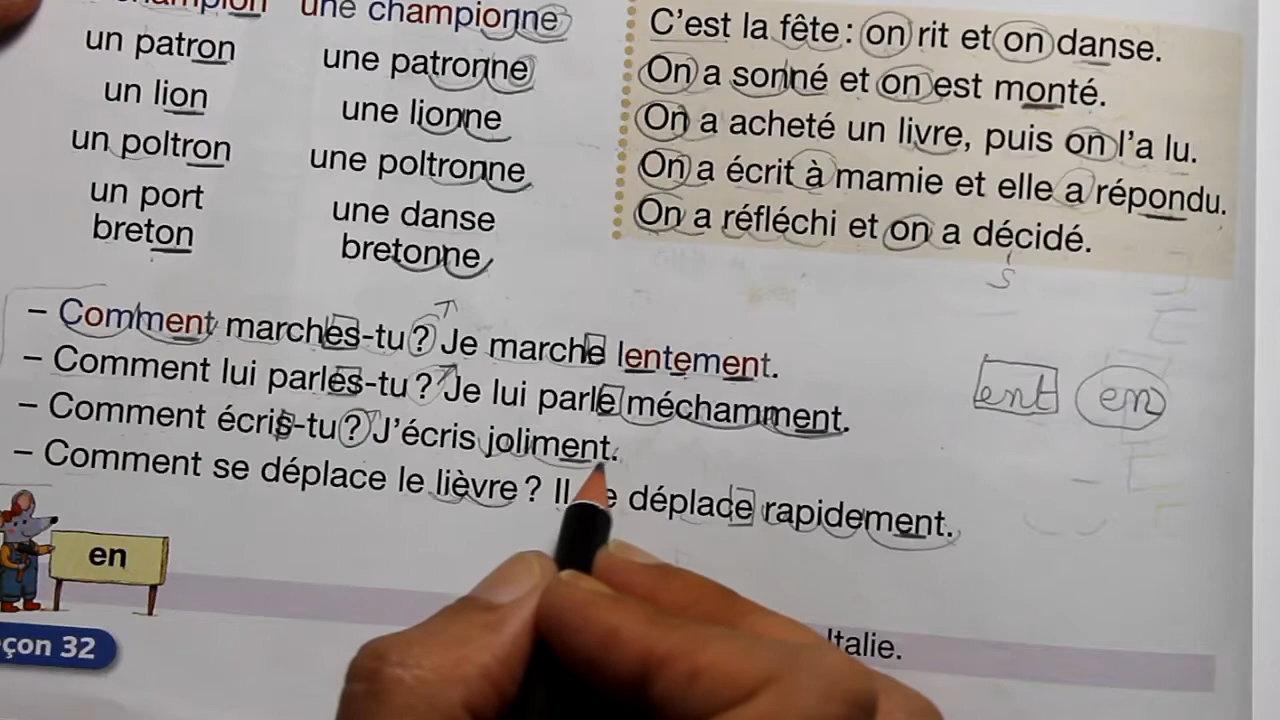 champion une championne
un patron une patronne
un lion une lionne
un poltron une poltronne
un port une danse
breton bretonne
C'est la fête : on rit et on danse.
On a sonné et on est monté.
On a acheté un livre, puis on l'a lu.
On a écrit à mamie et elle a répondu.
On a réfléchi et on a décidé.
s
– Comment marches-tu ? Je marche lentement.
– Comment lui parles-tu ? Je lui parle méchamment.
– Comment écris-tu ? J'écris joliment.
– Comment se déplace le lièvre ? Il se déplace rapidement.
ent en
en
çon 32
Italie.